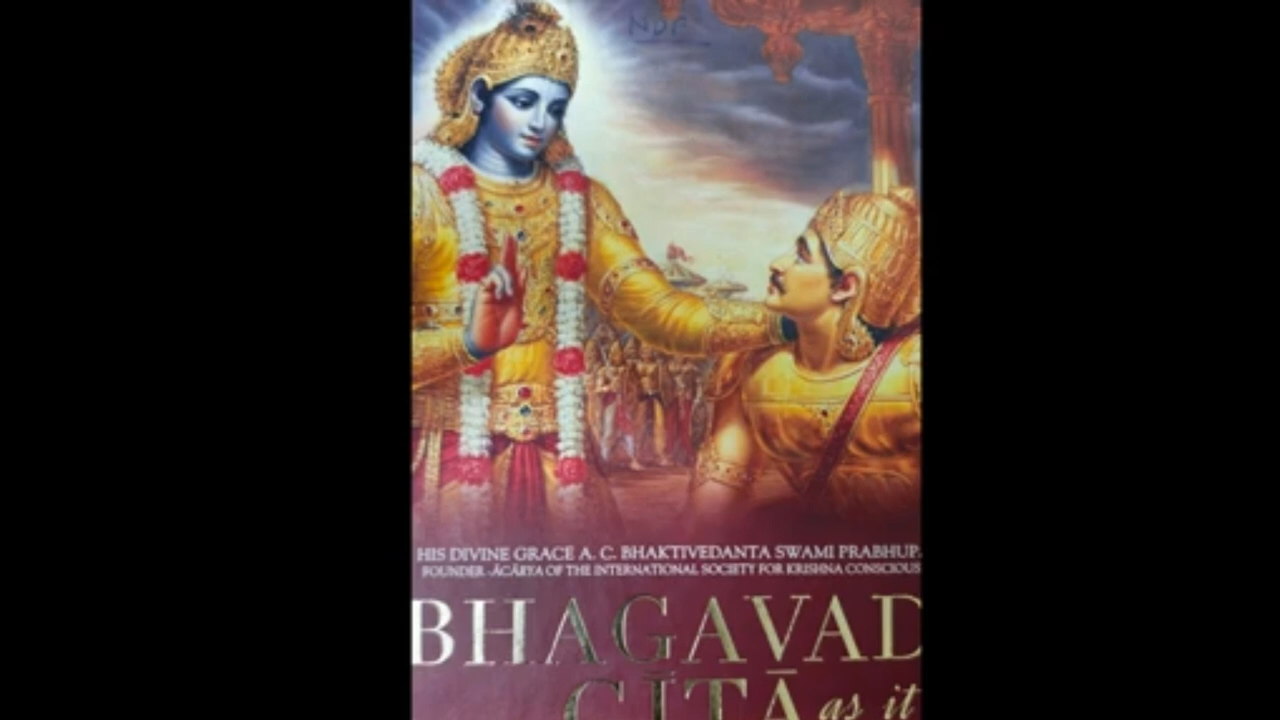 NDF
HIS DIVINE GRACE A. C. BHAKTIVEDANTA SWAMI PRABHUP
FOUNDER -ĀCĀRYA OF THE INTERNATIONAL SOCIETY FOR KRISHNA CONSCIOUS
BHAGAVAD
GĪTĀ as it